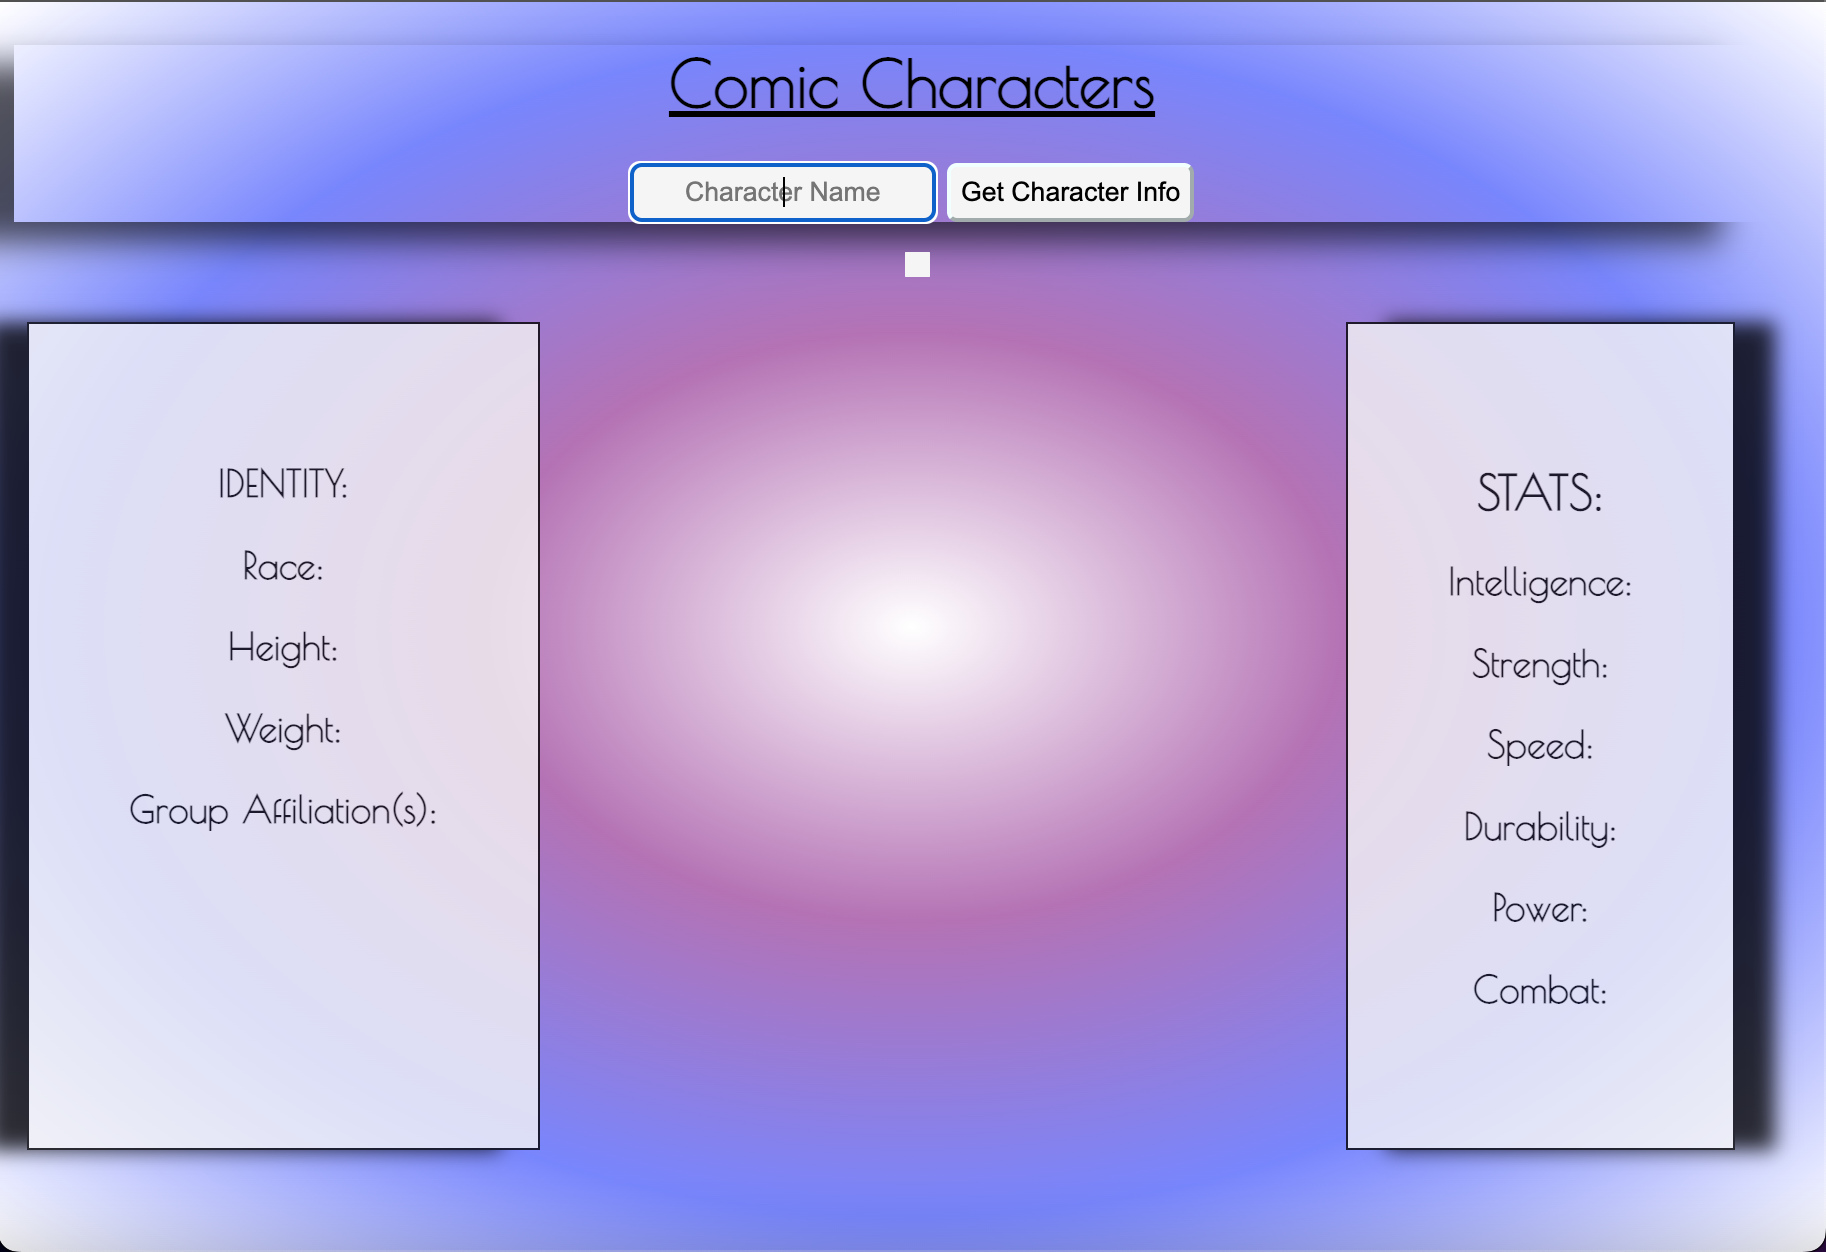 Comic Characters
Character Name
Get Character Info
IDENTITY:
Race:
Height:
Weight:
Group Affiliation(s):
STATS:
Intelligence:
Strength:
Speed:
Durability:
Power:
Combat: